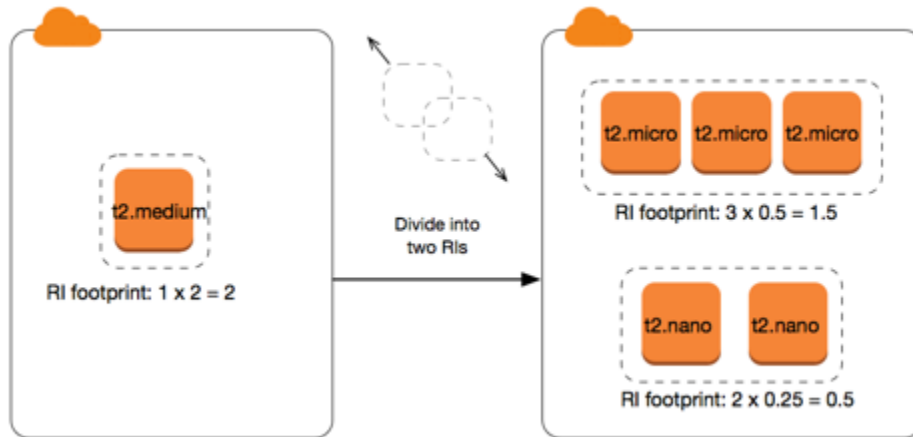 t2.medium
RI footprint: 1 x 2 = 2
Divide into
two RIs
t2.micro t2.micro t2.micro
RI footprint: 3 x 0.5 = 1.5
t2.nano t2.nano
RI footprint: 2 x 0.25 = 0.5